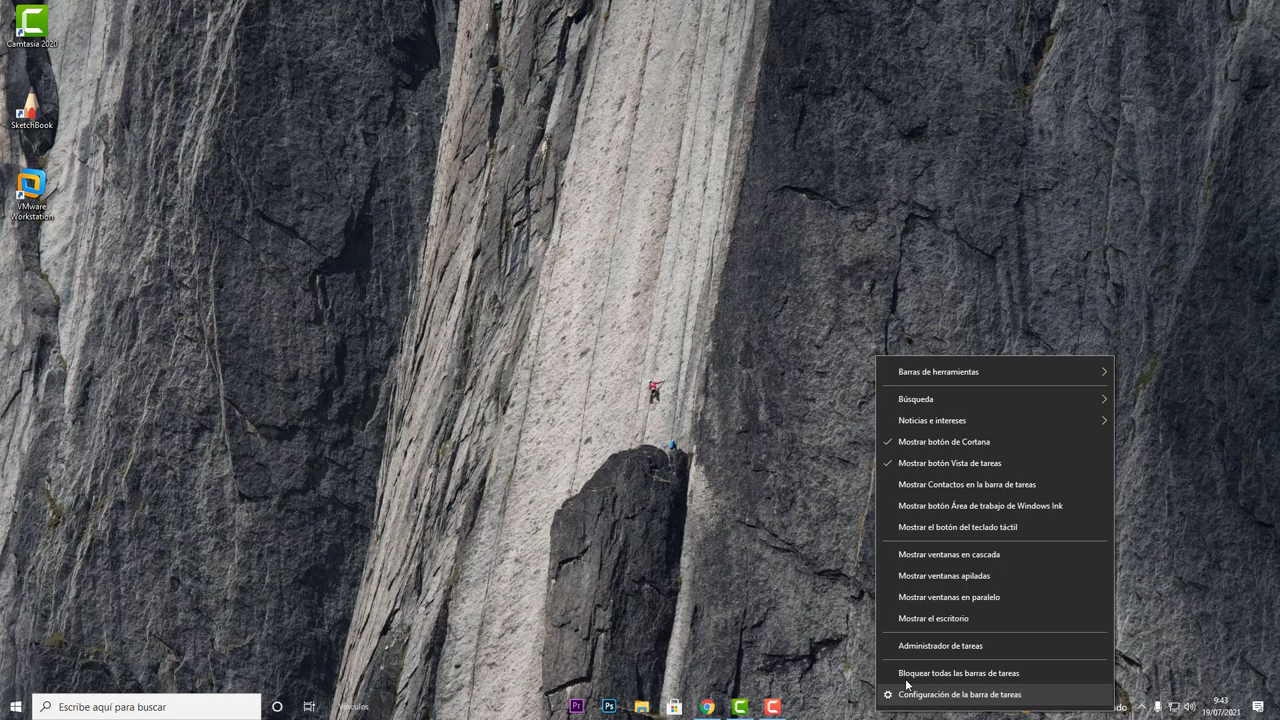 Camtasia 2020
SketchBook
VMware
Workstation
Barras de herramientas
Búsqueda
Noticias e intereses
Mostrar botón de Cortana
Mostrar botón Vista de tareas
Mostrar Contactos en la barra de tareas
Mostrar botón Área de trabajo de Windows Ink
Mostrar el botón del teclado táctil
Mostrar ventanas en cascada
Mostrar ventanas apiladas
Mostrar ventanas en paralelo
Mostrar el escritorio
Administrador de tareas
Bloquear todas las barras de tareas
Configuración de la barra de tareas
Escribe aquí para buscar
Vínculos
Pr
Ps
9:43
19/07/2021